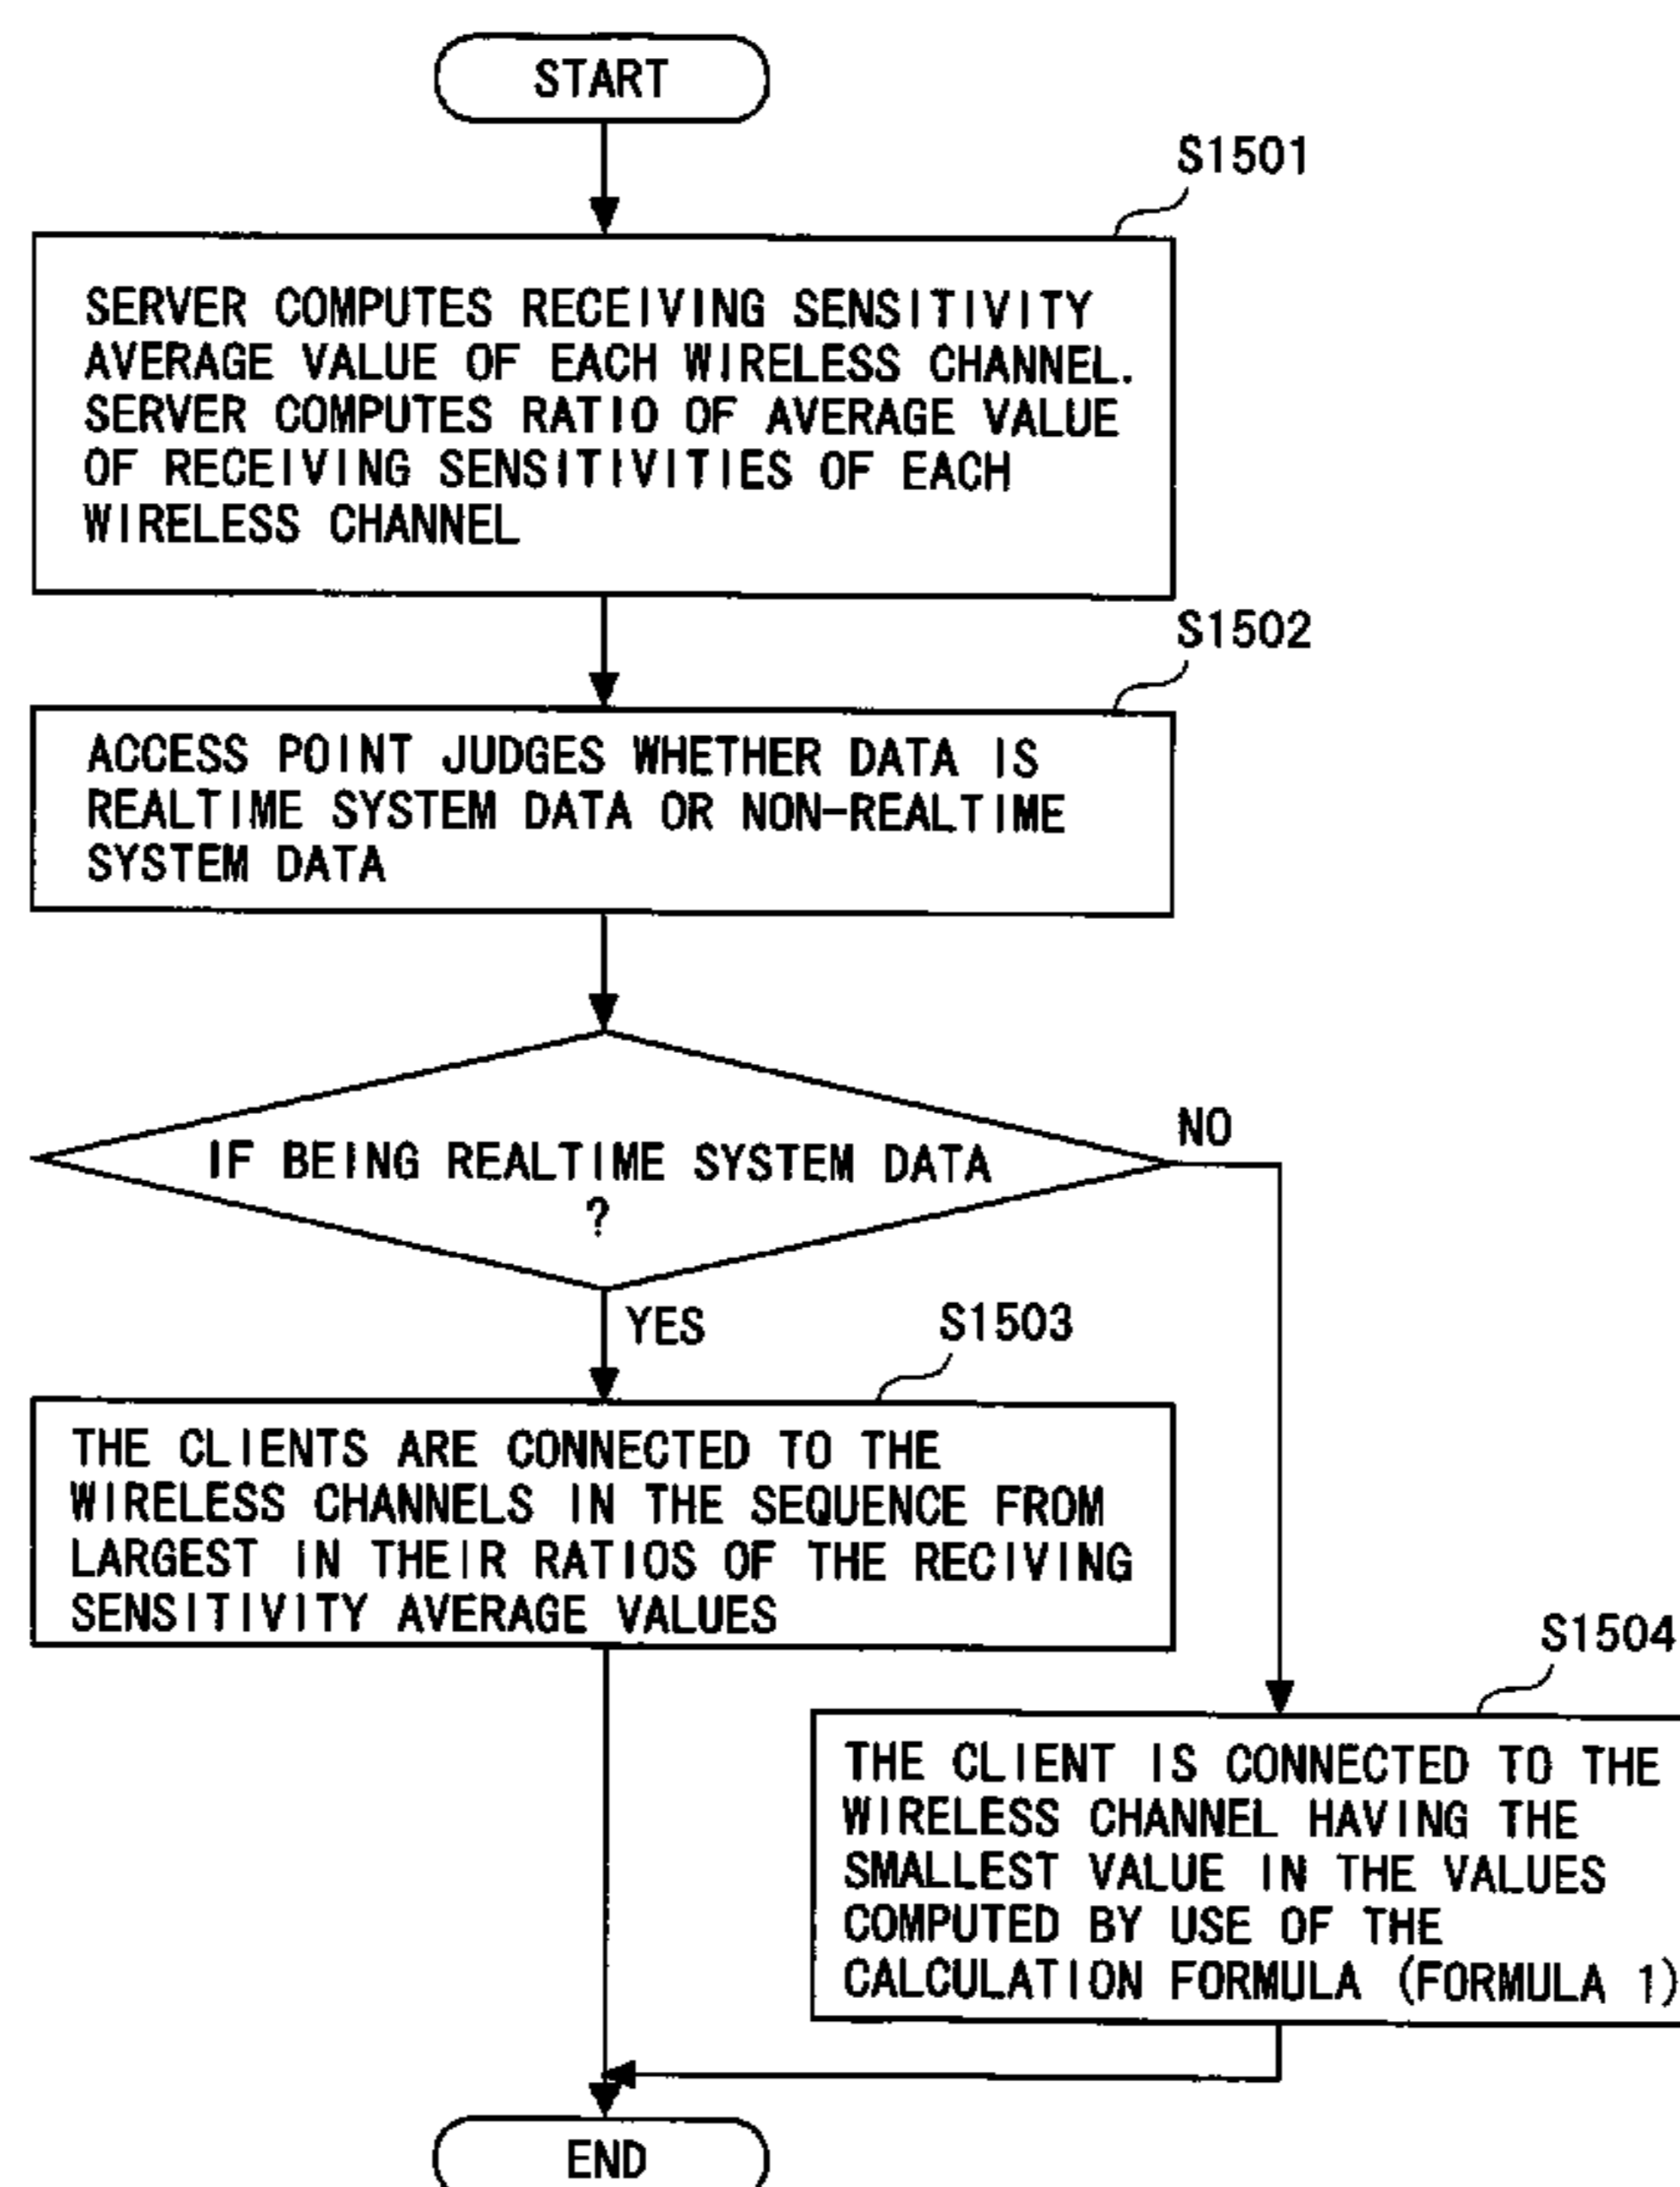 START
S1501
SERVER COMPUTES RECEIVING SENSITIVITY
AVERAGE VALUE OF EACH WIRELESS CHANNEL.
SERVER COMPUTES RATIO OF AVERAGE VALUE
OF RECEIVING SENSITIVITIES OF EACH
WIRELESS CHANNEL
S1502
ACCESS POINT JUDGES WHETHER DATA IS
REALTIME SYSTEM DATA OR NON-REALTIME
SYSTEM DATA
IF BEING REALTIME SYSTEM DATA
?
NO
YES
S1503
THE CLIENTS ARE CONNECTED TO THE
WIRELESS CHANNELS IN THE SEQUENCE FROM
LARGEST IN THEIR RATIOS OF THE RECIVING
SENSITIVITY AVERAGE VALUES
S1504
THE CLIENT IS CONNECTED TO THE
WIRELESS CHANNEL HAVING THE
SMALLEST VALUE IN THE VALUES
COMPUTED BY USE OF THE
CALCULATION FORMULA (FORMULA 1)
END